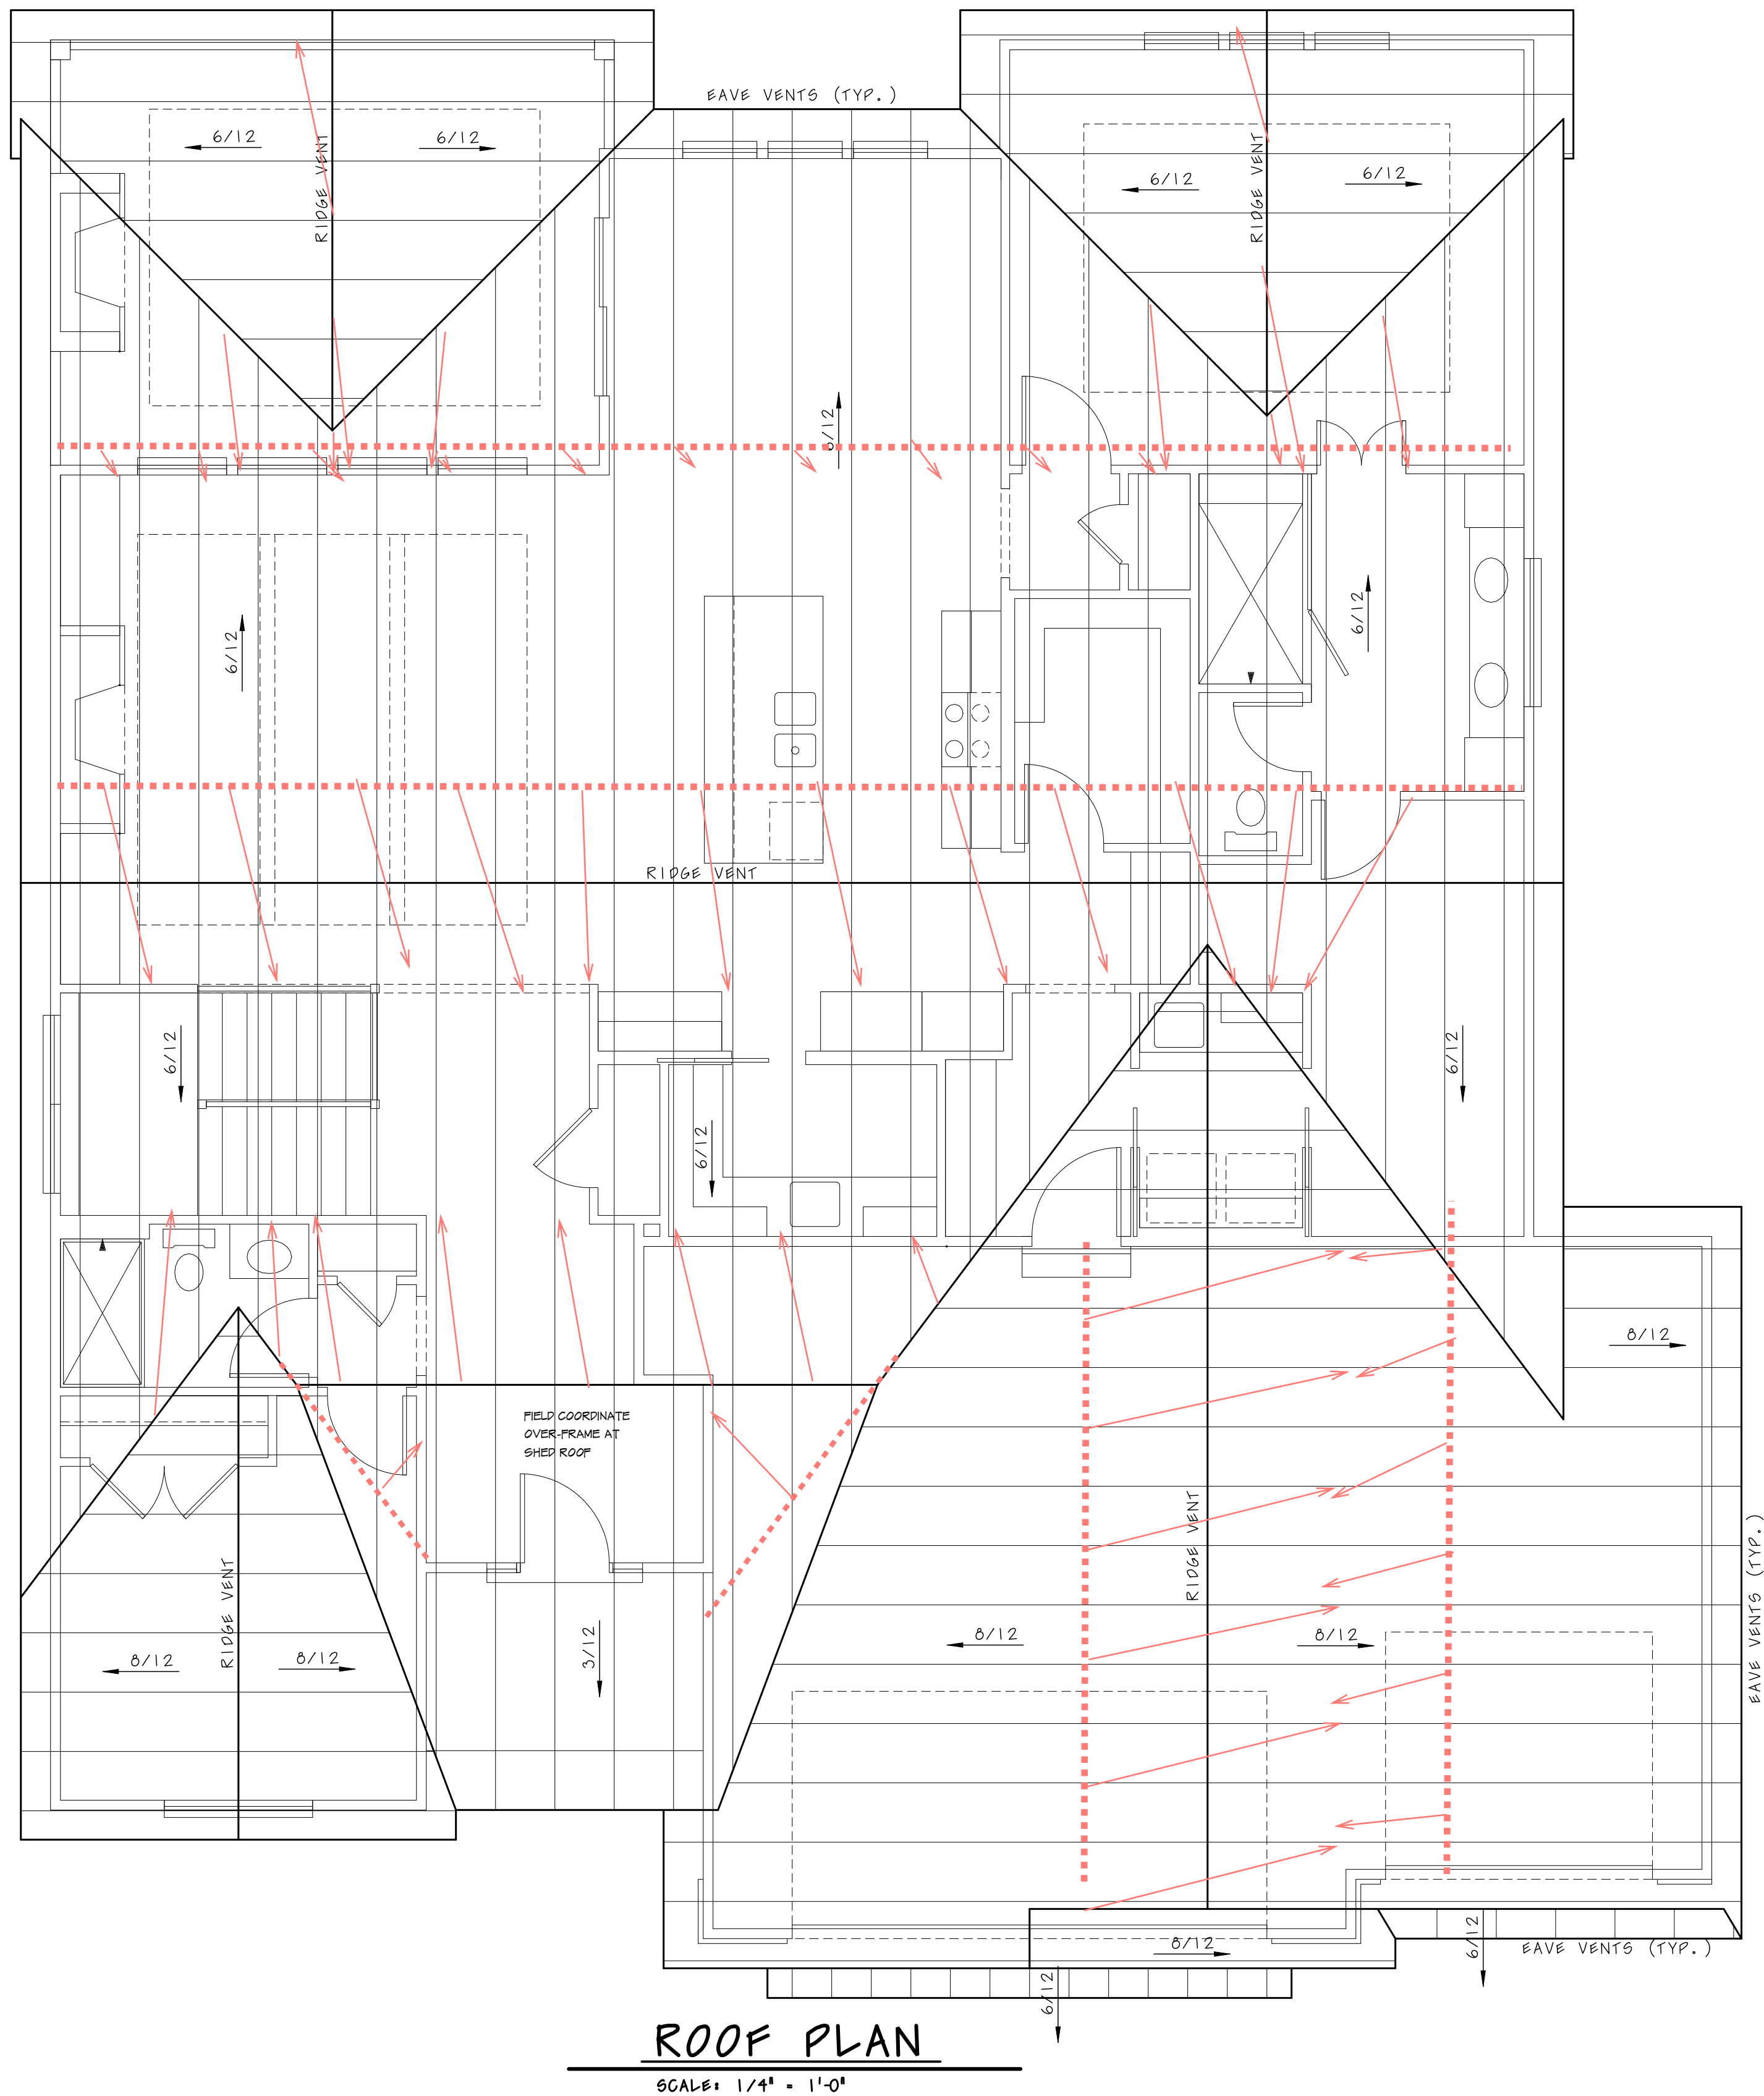 EAVE VENTS (TYP.)
6/12
6/12
RIDGE VENT
6/12
6/12
RIDGE VENT
6/12
6/12
6/12
RIDGE VENT
6/12
6/12
6/12
8/12
FIELD COORDINATE
OVER-FRAME AT
SHED ROOF
RIDGE VENT
RIDGE VENT
8/12
8/12
3/12
8/12
8/12
EAVE VENTS (TYP.)
8/12
6/12
6/12
EAVE VENTS (TYP.)
ROOF PLAN
SCALE: 1/4" = 1'-0"